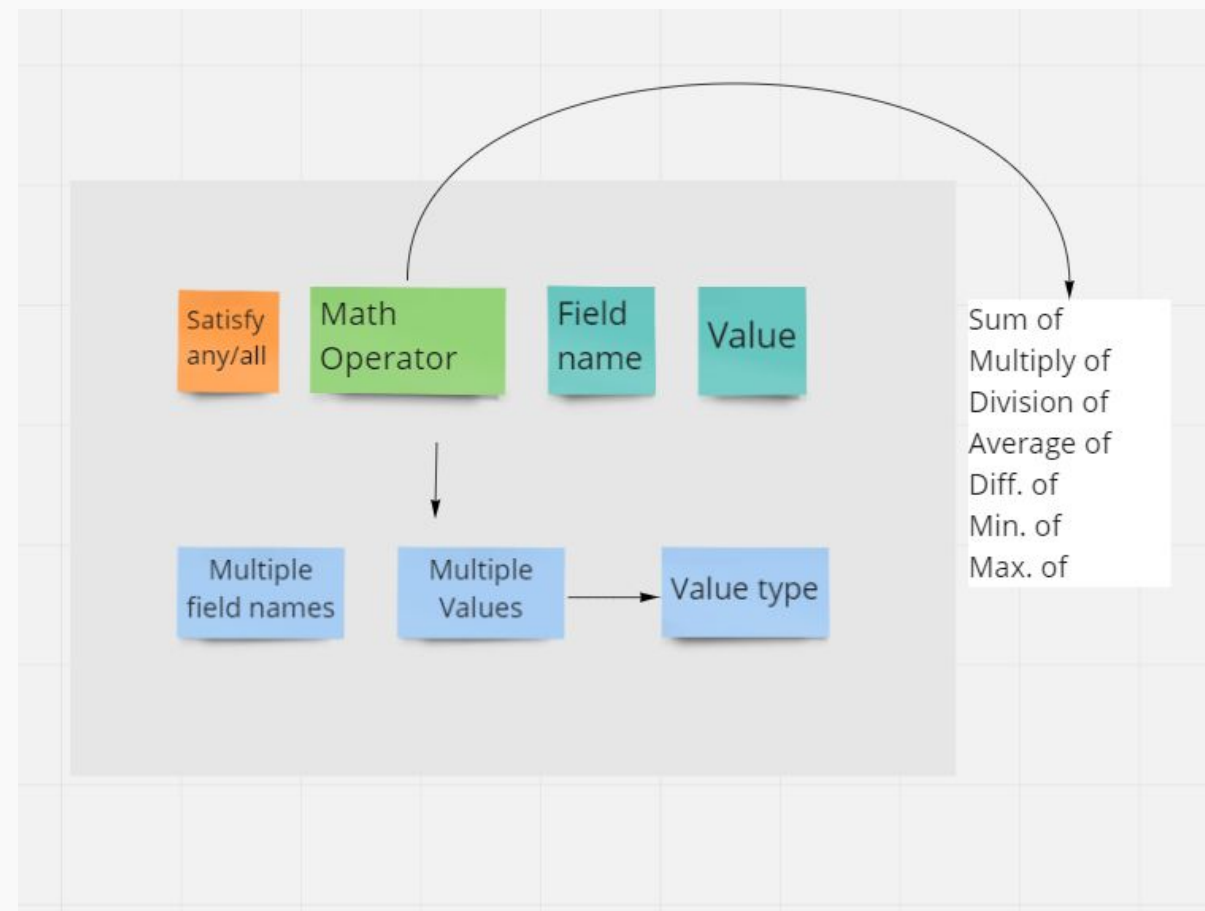 Satisfy
any/all
Math
Operator
Field
name
Value
Sum of
Multiply of
Division of
Average of
Diff. of
Min. of
Max. of
Multiple
field names
Multiple
Values
Value type